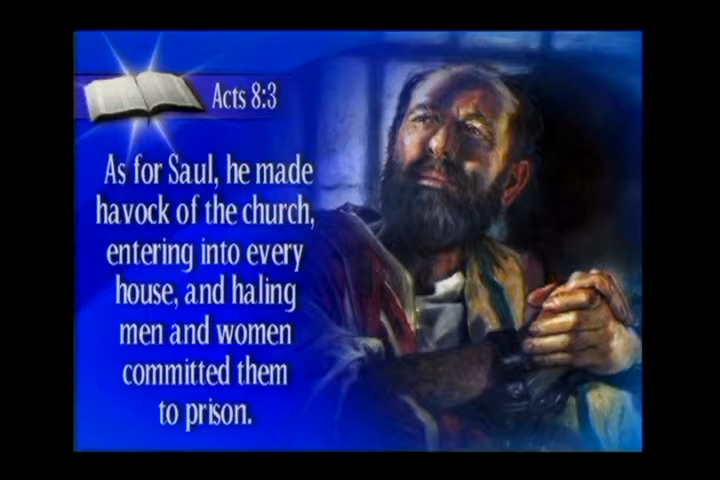 Acts 8:3
As for Saul, he made
havock of the church,
entering into every
house, and haling
men and women
committed them
to prison.